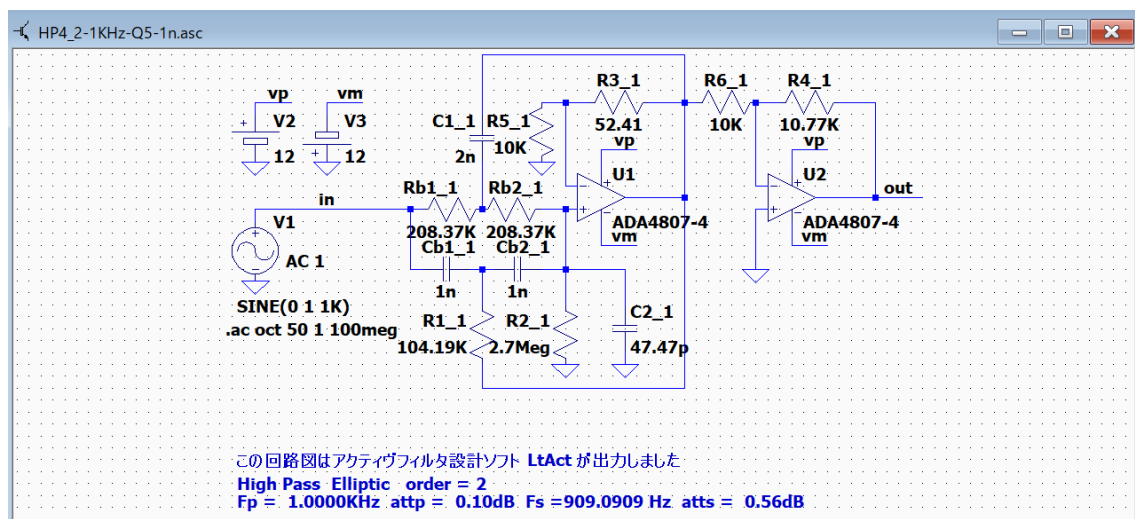 HP4_2-1KHz-Q5-1n.asc
vp
vm
V2
V3
12
12
C1_1
2n
R5_1
10K
R3_1
52.41
vp
U1
ADA4807-4
vm
R6_1
10K
R4_1
10.77K
vp
U2
ADA4807-4
vm
out
in
Rb1_1
208.37K
Rb2_1
208.37K
Cb1_1
1n
Cb2_1
1n
V1
AC 1
SINE(0 1 1K)
.ac oct 50 1 100meg
R1_1
104.19K
R2_1
2.7Meg
C2_1
47.47p
この回路図はアクティヴフィルタ設計ソフト LtAct が出力しました
High Pass Elliptic order = 2
Fp = 1.0000KHz attp = 0.10dB Fs =909.0909 Hz atts = 0.56dB